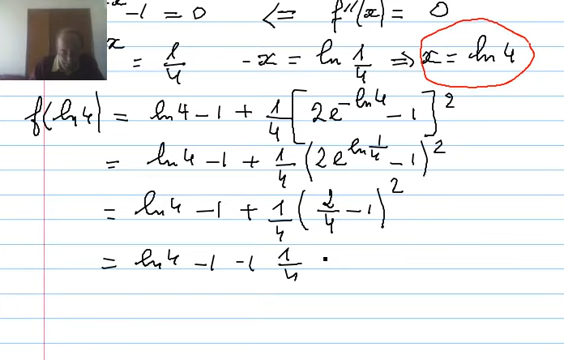 -x -1 = 0 <= f''(x) = 0
x = 1/4 -x = ln 1/4 => x = ln 4
f(ln 4) = ln 4 - 1 + 1/4 [2e^{-ln 4} - 1]^2
= ln 4 - 1 + 1/4 (2e^{ln 1/4} - 1)^2
= ln 4 - 1 + 1/4 (2/4 - 1)^2
= ln 4 - 1 - 1 1/4 .